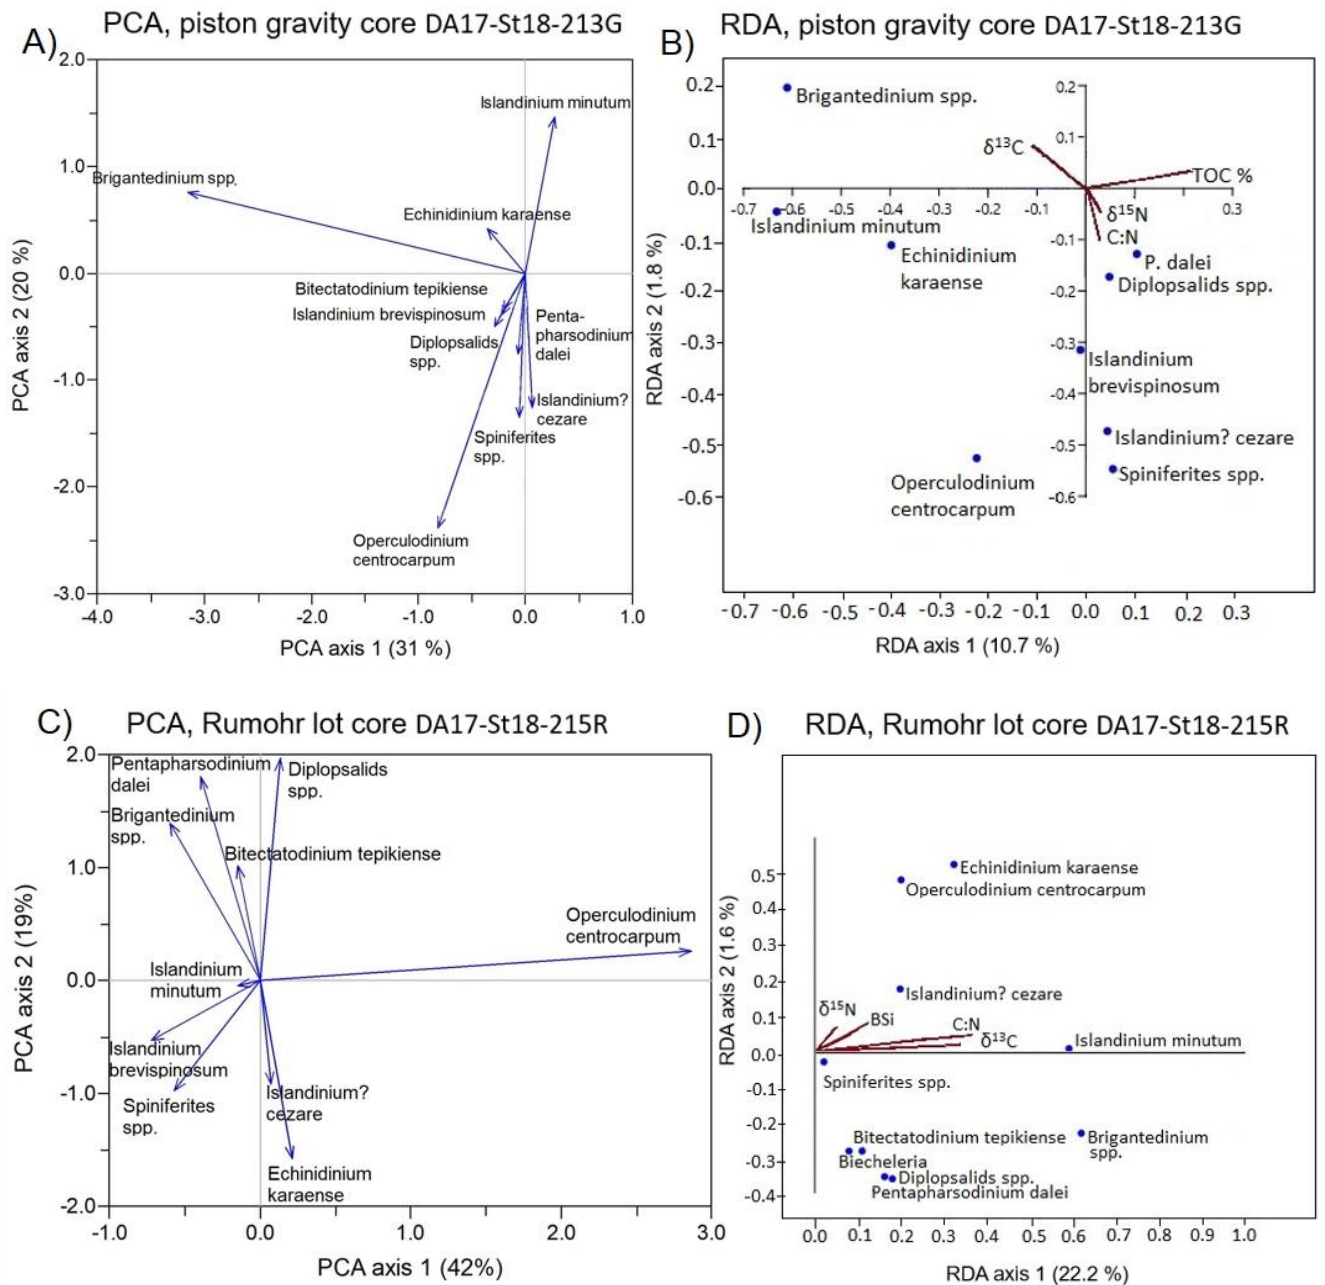 A)
PCA, piston gravity core DA17-St18-213G
2.0
1.0
0.0
-1.0
-2.0
-3.0
PCA axis 2 (20 %)
Islandinium minutum
Brigantedinium spp.
Echinidinium karaense
Bitectatodinium tepikiense
Islandinium brevispinosum
Diplopsalids
spp.
Penta-
pharsodinium
dalei
Islandinium?
cezare
Spiniferites
spp.
Operculodinium
centrocarpum
-4.0 -3.0 -2.0 -1.0 0.0 1.0
PCA axis 1 (31 %)
B)
RDA, piston gravity core DA17-St18-213G
0.2
0.1
0.0
-0.1
-0.2
-0.3
-0.4
-0.5
-0.6
RDA axis 2 (1.8 %)
Brigantedinium spp.
0.2
0.1
δ13C
TOC %
-0.7 -0.6 -0.5 -0.4 -0.3 -0.2 -0.1 0.3
Islandinium minutum
δ15N
C:N
Echinidinium
karaense
-0.1
P. dalei
Diplopsalids spp.
-0.2
-0.3
Islandinium
brevispinosum
-0.4
Islandinium? cezare
-0.5
Spiniferites spp.
-0.6
Operculodinium
centrocarpum
-0.7 -0.6 -0.5 -0.4 -0.3 -0.2 -0.1 0.0 0.1 0.2 0.3
RDA axis 1 (10.7 %)
C)
PCA, Rumohr lot core DA17-St18-215R
2.0
1.0
0.0
-1.0
-2.0
PCA axis 2 (19%)
Pentapharsodinium
dalei
Diplopsalids
spp.
Brigantedinium
spp.
Bitectatodinium tepikiense
Operculodinium
centrocarpum
Islandinium
minutum
Islandinium
brevispinosum
Spiniferites
spp.
Islandinium?
cezare
Echinidinium
karaense
-1.0 0.0 1.0 2.0 3.0
PCA axis 1 (42%)
D)
RDA, Rumohr lot core DA17-St18-215R
0.5
0.4
0.3
0.2
0.1
0.0
-0.1
-0.2
-0.3
-0.4
RDA axis 2 (1.6 %)
Echinidinium karaense
Operculodinium centrocarpum
Islandinium? cezare
δ15N
BSi
C:N
δ13C
Islandinium minutum
Spiniferites spp.
Bitectatodinium tepikiense
Brigantedinium
spp.
Biecheleria
Diplopsalids spp.
Pentapharsodinium dalei
0.0 0.1 0.2 0.3 0.4 0.5 0.6 0.7 0.8 0.9 1.0
RDA axis 1 (22.2 %)